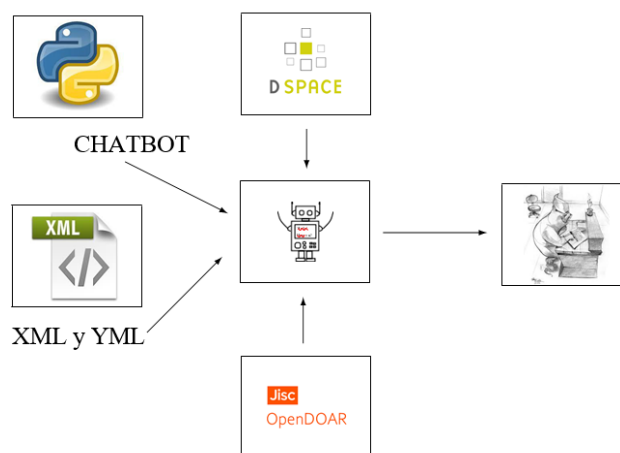 D SPACE
CHATBOT
XML
</>
XML y YML
Jisc
OpenDOAR